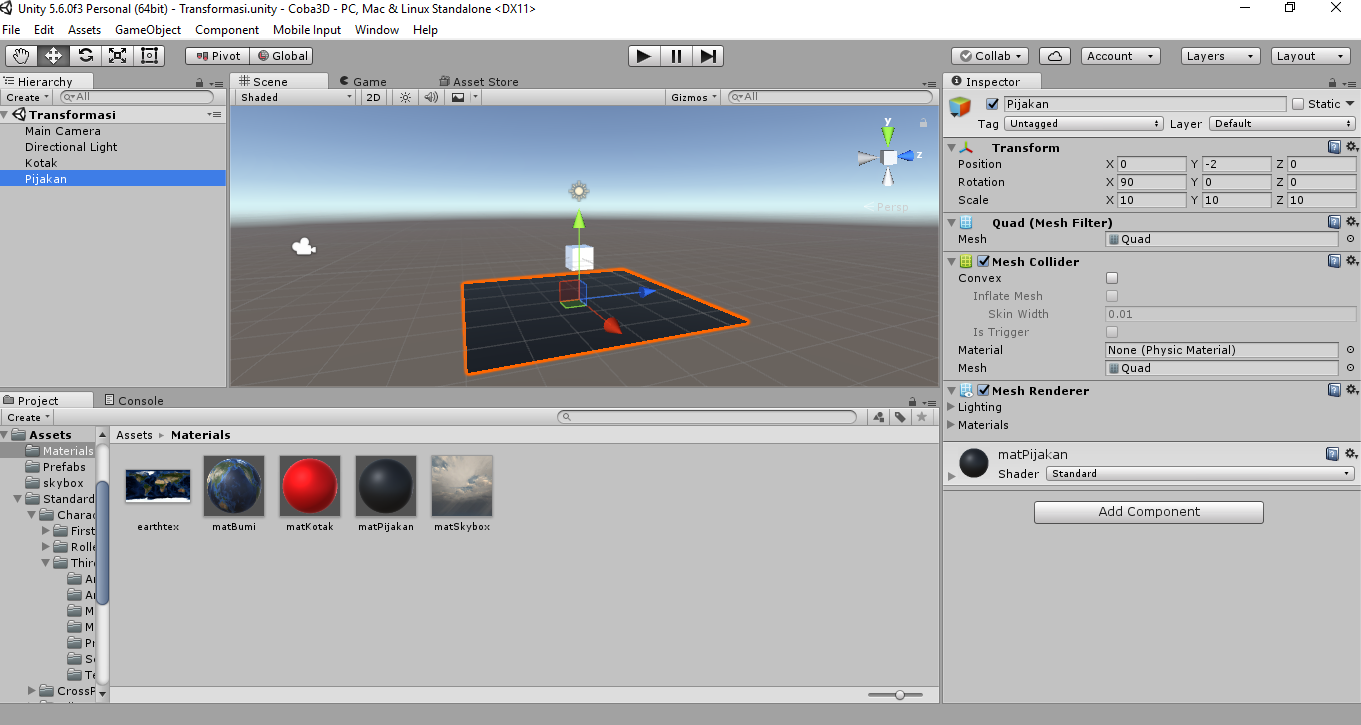 Unity 5.6.0f3 Personal (64bit) - Transformasi.unity - Coba3D - PC, Mac & Linux Standalone <DX11>
File Edit Assets GameObject Component Mobile Input Window Help
Pivot Global Collab Account Layers Layout
Hierarchy
Create All
Transformasi
Main Camera
Directional Light
Kotak
Pijakan
Scene Game Asset Store
Shaded 2D Gizmos All
y
z
Persp
Inspector
Pijakan Static
Tag Untagged Layer Default
Transform
Position X 0 Y -2 Z 0
Rotation X 90 Y 0 Z 0
Scale X 10 Y 10 Z 10
Quad (Mesh Filter)
Mesh Quad
Mesh Collider
Convex
Inflate Mesh
Skin Width 0.01
Is Trigger
Material None (Physic Material)
Mesh Quad
Mesh Renderer
Lighting
Materials
matPijakan
Shader Standard
Add Component
Project Console
Create
Assets
Materials
Prefabs
skybox
Standard
Chara
First
Rolle
Thir
A
A
M
M
P
S
Te
CrossP
Assets ▸ Materials
earthtex matBumi matKotak matPijakan matSkybox